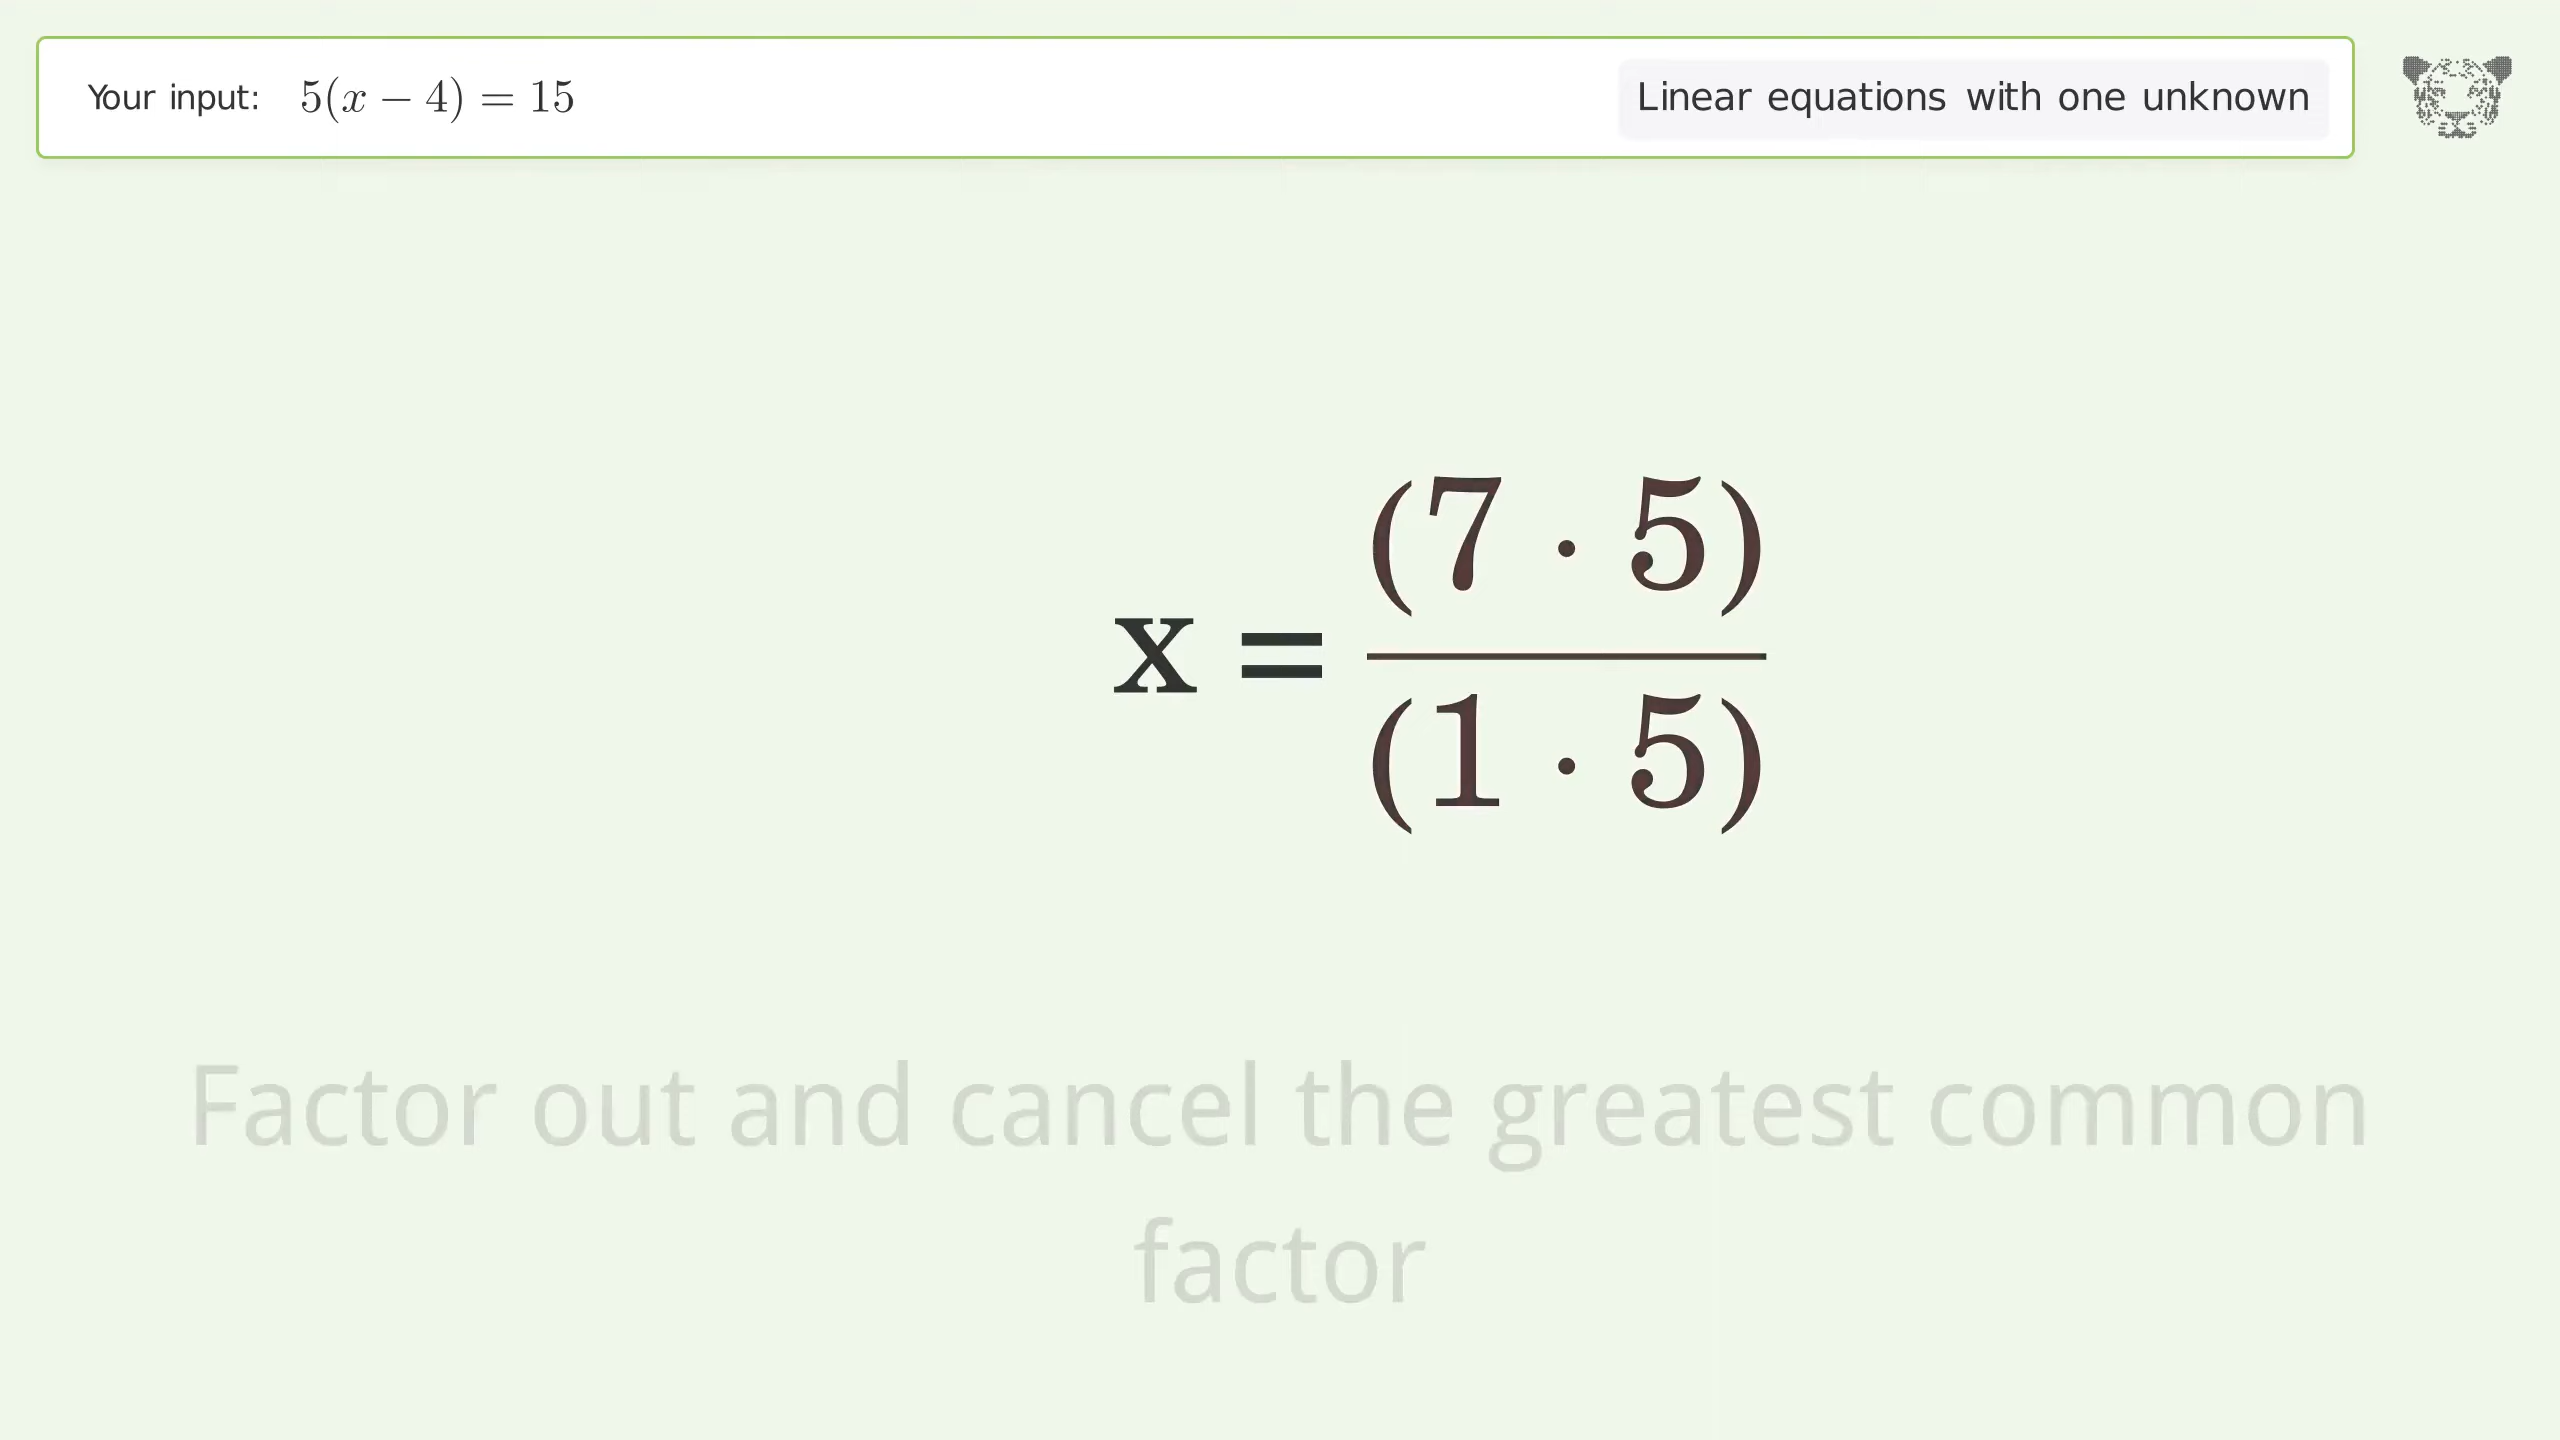 Your input: 5(x − 4) = 15
Linear equations with one unknown
x = (7 · 5) / (1 · 5)
Factor out and cancel the greatest common
factor